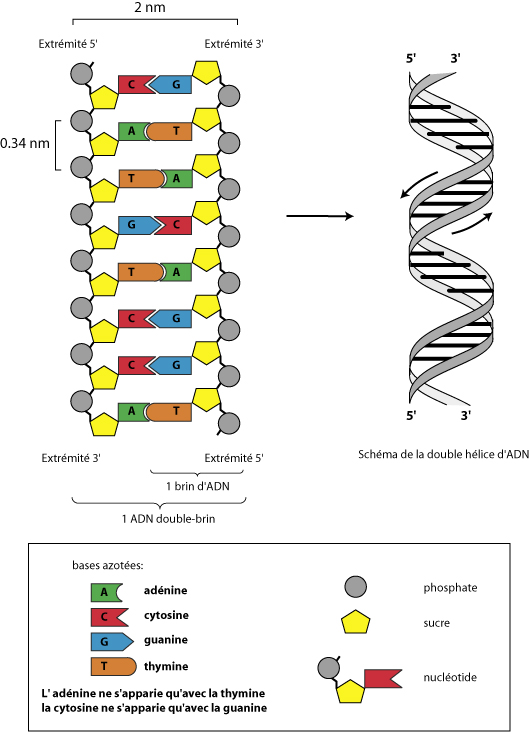 2 nm
Extrémité 5'
Extrémité 3'
5'
3'
C G
0.34 nm
A T
T A
G C
T A
C G
C G
A T
5'
3'
Extrémité 3'
Extrémité 5'
Schéma de la double hélice d'ADN
1 brin d'ADN
1 ADN double-brin
bases azotées:
A adénine
C cytosine
G guanine
T thymine
L' adénine ne s'apparie qu'avec la thymine
la cytosine ne s'apparie qu'avec la guanine
phosphate
sucre
nucléotide